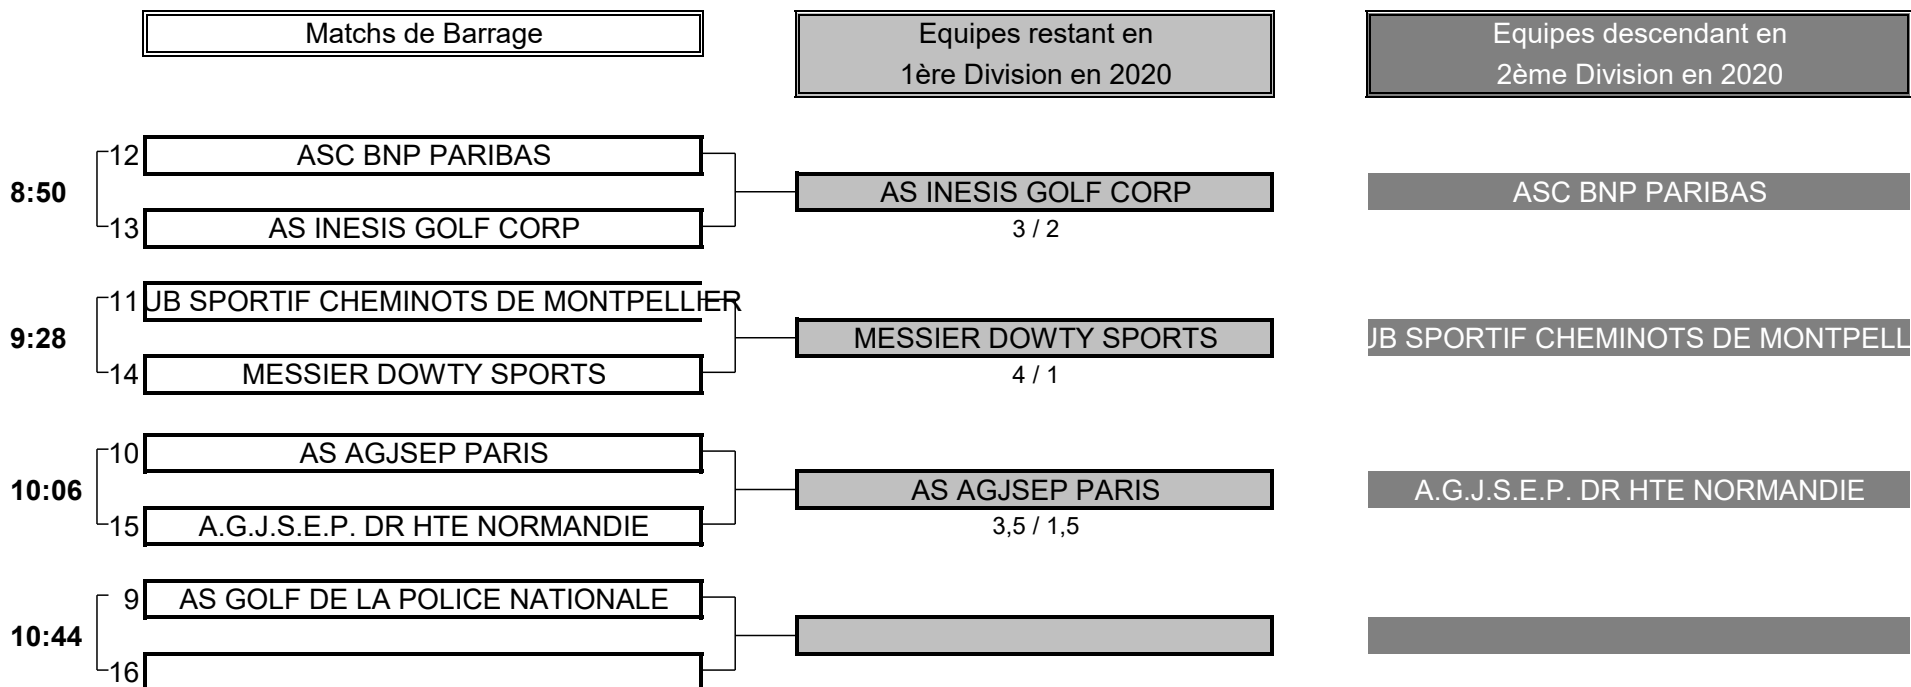 Matchs de Barrage
Equipes restant en
1ère Division en 2020
Equipes descendant en
2ème Division en 2020
12 ASC BNP PARIBAS
8:50 AS INESIS GOLF CORP ASC BNP PARIBAS
13 AS INESIS GOLF CORP 3 / 2
11 UB SPORTIF CHEMINOTS DE MONTPELLIER
9:28 MESSIER DOWTY SPORTS UB SPORTIF CHEMINOTS DE MONTPELL
14 MESSIER DOWTY SPORTS 4 / 1
10 AS AGJSEP PARIS
10:06 AS AGJSEP PARIS A.G.J.S.E.P. DR HTE NORMANDIE
15 A.G.J.S.E.P. DR HTE NORMANDIE 3,5 / 1,5
9 AS GOLF DE LA POLICE NATIONALE
10:44
16